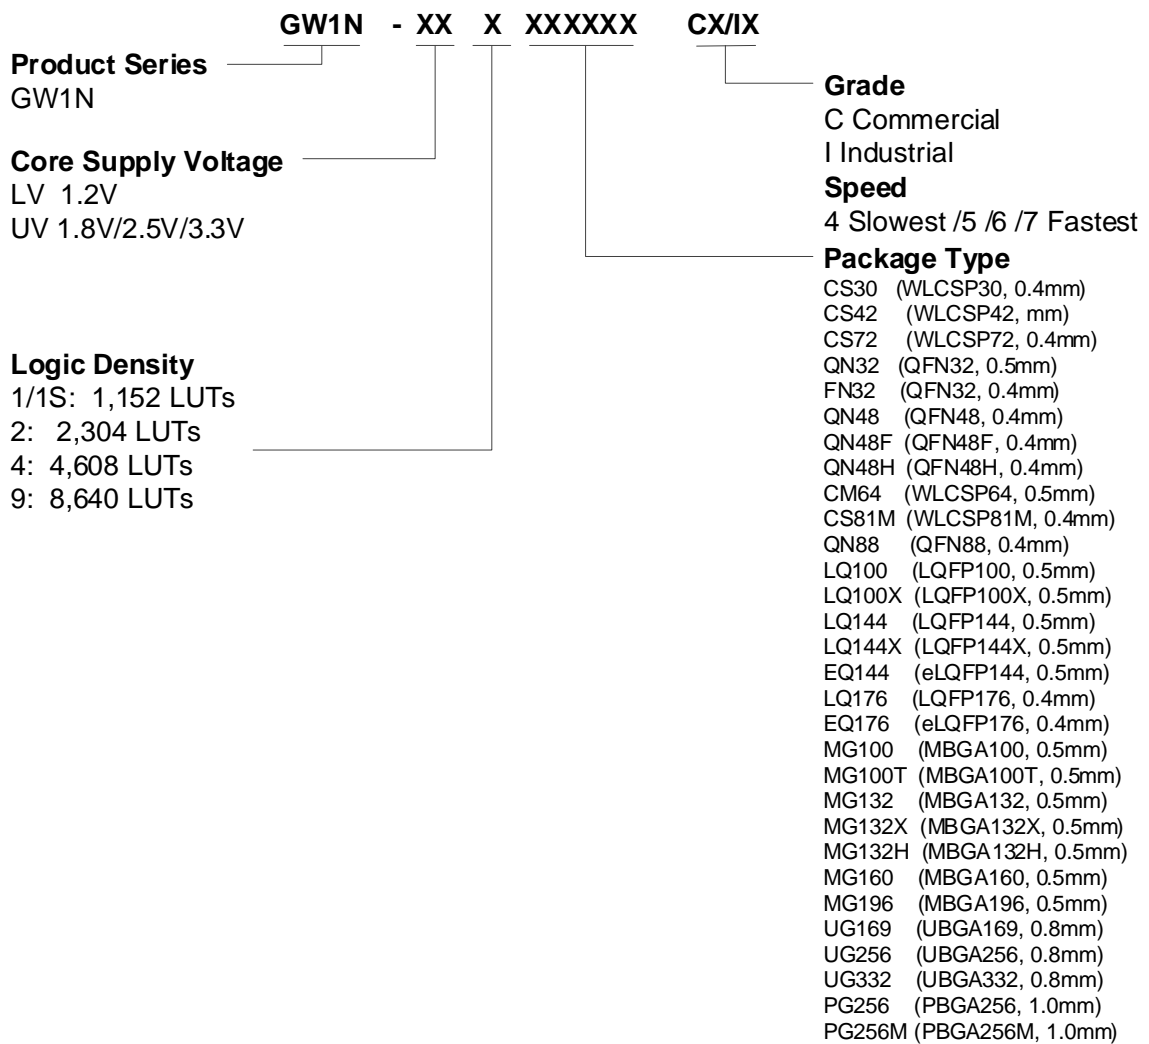 GW1N - XX X XXXXXX CX/IX
Product Series
GW1N
Core Supply Voltage
LV 1.2V
UV 1.8V/2.5V/3.3V
Logic Density
1/1S: 1,152 LUTs
2: 2,304 LUTs
4: 4,608 LUTs
9: 8,640 LUTs
Grade
C Commercial
I Industrial
Speed
4 Slowest /5 /6 /7 Fastest
Package Type
CS30 (WLCSP30, 0.4mm)
CS42 (WLCSP42, mm)
CS72 (WLCSP72, 0.4mm)
QN32 (QFN32, 0.5mm)
FN32 (QFN32, 0.4mm)
QN48 (QFN48, 0.4mm)
QN48F (QFN48F, 0.4mm)
QN48H (QFN48H, 0.4mm)
CM64 (WLCSP64, 0.5mm)
CS81M (WLCSP81M, 0.4mm)
QN88 (QFN88, 0.4mm)
LQ100 (LQFP100, 0.5mm)
LQ100X (LQFP100X, 0.5mm)
LQ144 (LQFP144, 0.5mm)
LQ144X (LQFP144X, 0.5mm)
EQ144 (eLQFP144, 0.5mm)
LQ176 (LQFP176, 0.4mm)
EQ176 (eLQFP176, 0.4mm)
MG100 (MBGA100, 0.5mm)
MG100T (MBGA100T, 0.5mm)
MG132 (MBGA132, 0.5mm)
MG132X (MBGA132X, 0.5mm)
MG132H (MBGA132H, 0.5mm)
MG160 (MBGA160, 0.5mm)
MG196 (MBGA196, 0.5mm)
UG169 (UBGA169, 0.8mm)
UG256 (UBGA256, 0.8mm)
UG332 (UBGA332, 0.8mm)
PG256 (PBGA256, 1.0mm)
PG256M (PBGA256M, 1.0mm)